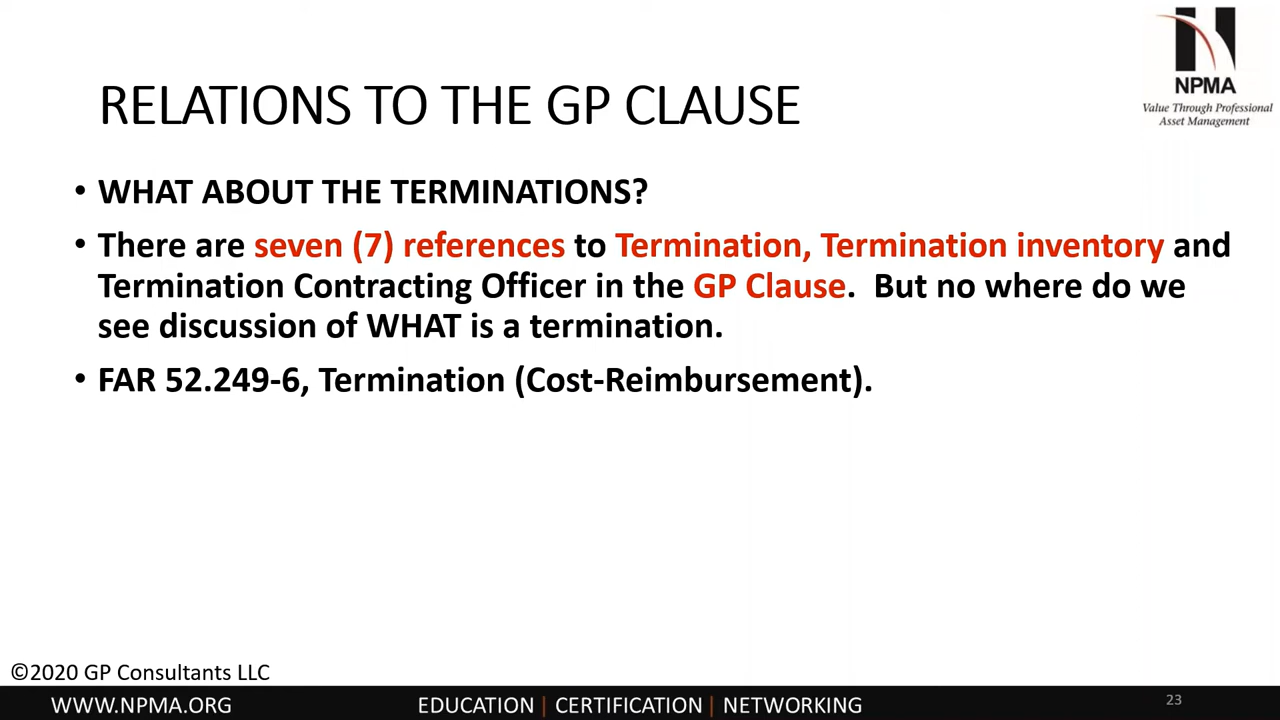 NPMA
Value Through Professional
Asset Management
RELATIONS TO THE GP CLAUSE
• WHAT ABOUT THE TERMINATIONS?
• There are seven (7) references to Termination, Termination inventory and
Termination Contracting Officer in the GP Clause.  But no where do we
see discussion of WHAT is a termination.
• FAR 52.249-6, Termination (Cost-Reimbursement).
©2020 GP Consultants LLC
WWW.NPMA.ORG EDUCATION | CERTIFICATION | NETWORKING 23